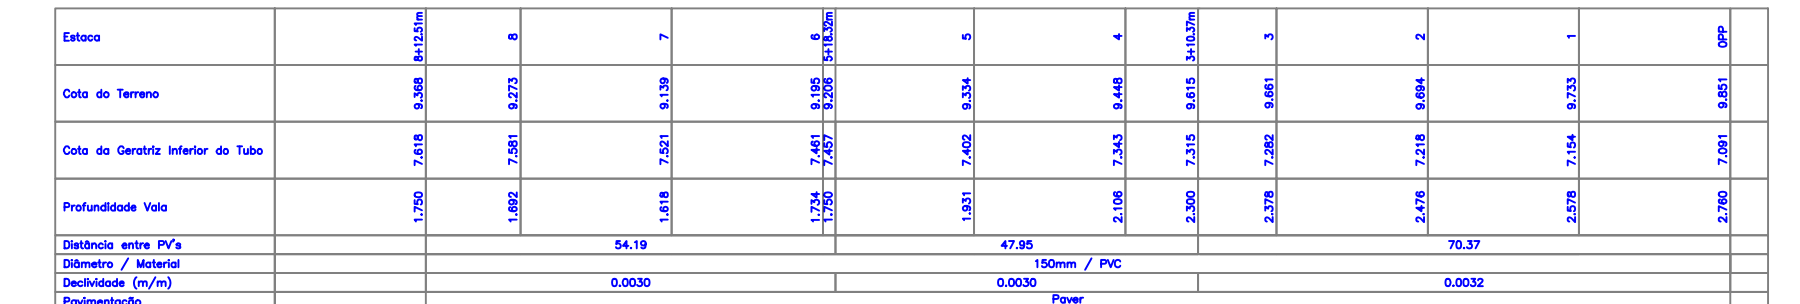 Estaca 8+12.51m 8 7 6 5+18.32m 5 4 3+10.37m 3 2 1 0PP
Cota do Terreno 9.368 9.273 9.139 9.195 9.206 9.334 9.448 9.615 9.661 9.694 9.733 9.851
Cota da Geratriz Inferior do Tubo 7.618 7.581 7.521 7.461 7.457 7.402 7.343 7.315 7.282 7.218 7.154 7.091
Profundidade Vala 1.750 1.692 1.618 1.734 1.750 1.931 2.106 2.300 2.378 2.476 2.578 2.760
Distância entre PV's 54.19 47.95 70.37
Diâmetro / Material 150mm / PVC
Declividade (m/m) 0.0030 0.0030 0.0032
Pavimentação Paver